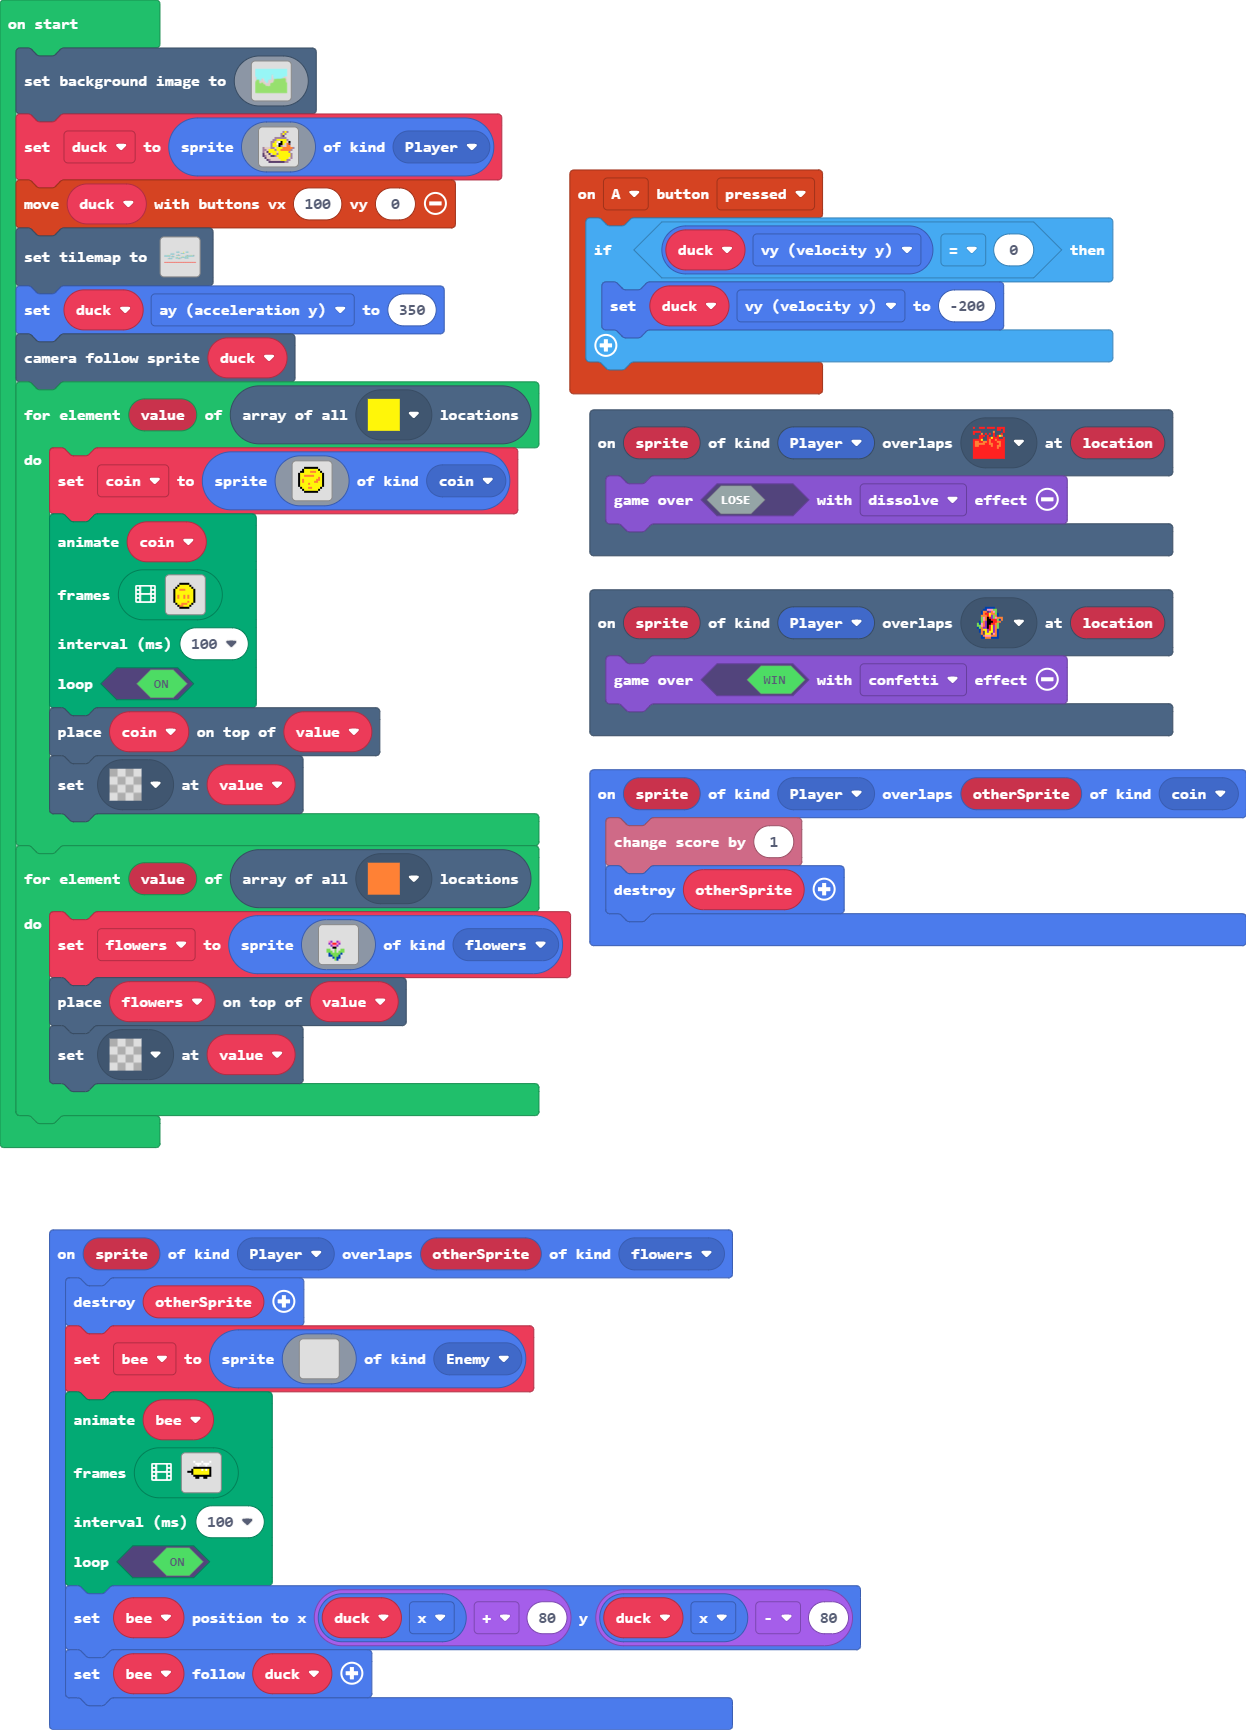 on start
set background image to
set duck to sprite of kind Player
move duck with buttons vx 100 vy 0
set tilemap to
set duck ay (acceleration y) to 350
camera follow sprite duck
for element value of array of all locations
do
set coin to sprite of kind coin
animate coin
frames
interval (ms) 100
loop ON
place coin on top of value
set at value
for element value of array of all locations
do
set flowers to sprite of kind flowers
place flowers on top of value
set at value
on A button pressed
if duck vy (velocity y) = 0 then
set duck vy (velocity y) to -200
on sprite of kind Player overlaps at location
game over LOSE with dissolve effect
on sprite of kind Player overlaps at location
game over WIN with confetti effect
on sprite of kind Player overlaps otherSprite of kind coin
change score by 1
destroy otherSprite
on sprite of kind Player overlaps otherSprite of kind flowers
destroy otherSprite
set bee to sprite of kind Enemy
animate bee
frames
interval (ms) 100
loop ON
set bee position to x duck x + 80 y duck x - 80
set bee follow duck